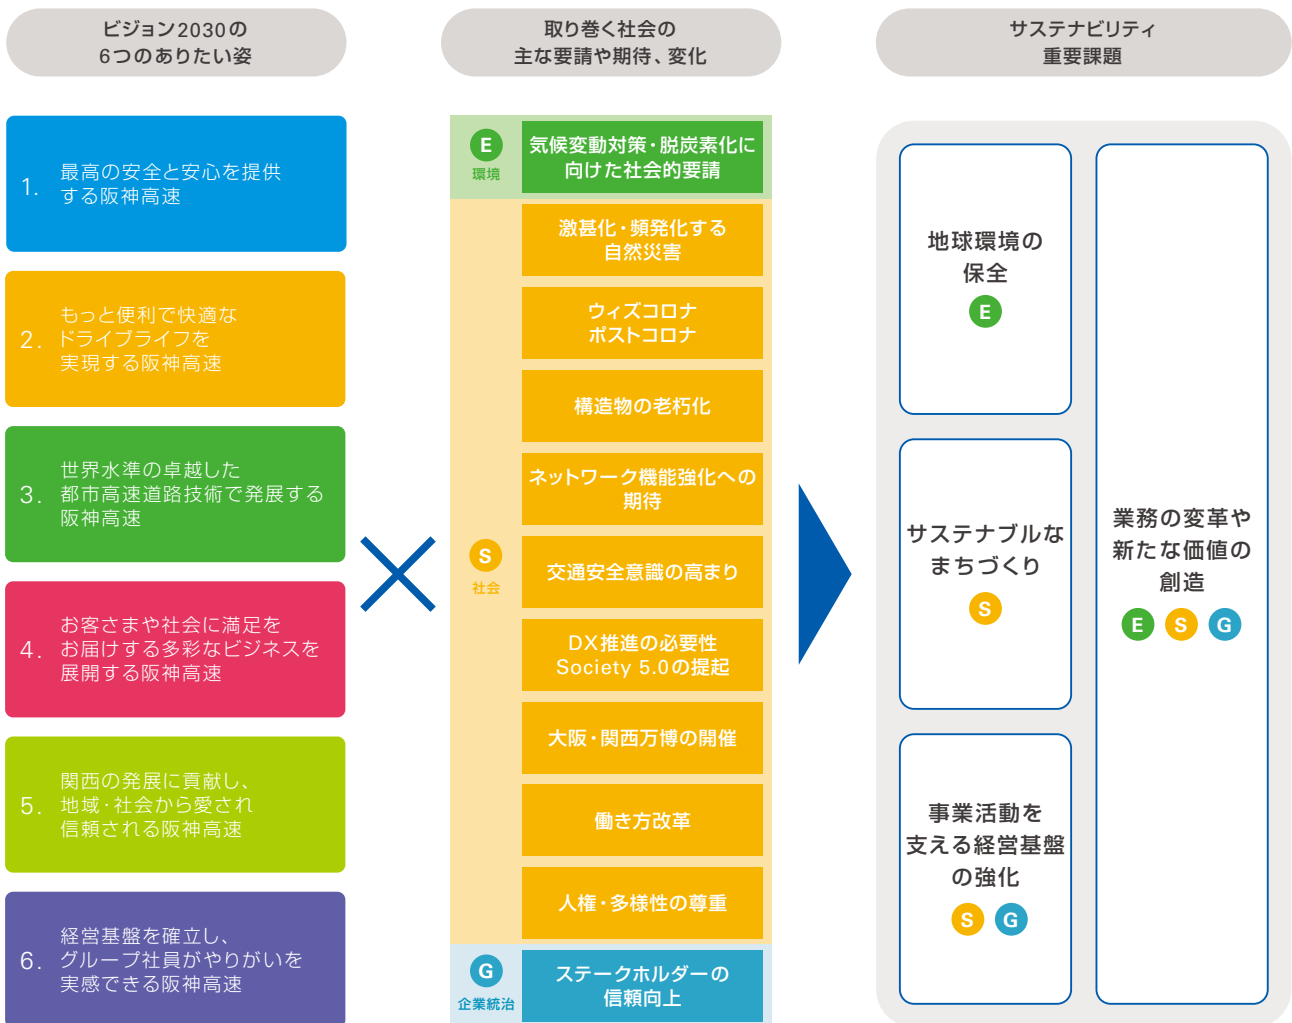 ビジョン2030の
6つのありたい姿
1.
最高の安全と安心を提供
する阪神高速
2.
もっと便利で快適な
ドライブライフを
実現する阪神高速
3.
世界水準の卓越した
都市高速道路技術で発展する
阪神高速
4.
お客さまや社会に満足を
お届けする多彩なビジネスを
展開する阪神高速
5.
関西の発展に貢献し、
地域・社会から愛され
信頼される阪神高速
6.
経営基盤を確立し、
グループ社員がやりがいを
実感できる阪神高速
取り巻く社会の
主な要請や期待、変化
E
環境
気候変動対策・脱炭素化に
向けた社会的要請
S
社会
激甚化・頻発化する
自然災害
ウィズコロナ
ポストコロナ
構造物の老朽化
ネットワーク機能強化への
期待
交通安全意識の高まり
DX推進の必要性
Society 5.0の提起
大阪・関西万博の開催
働き方改革
人権・多様性の尊重
G
企業統治
ステークホルダーの
信頼向上
サステナビリティ
重要課題
地球環境の
保全
E
サステナブルな
まちづくり
S
事業活動を
支える経営基盤
の強化
S G
業務の変革や
新たな価値の
創造
E S G